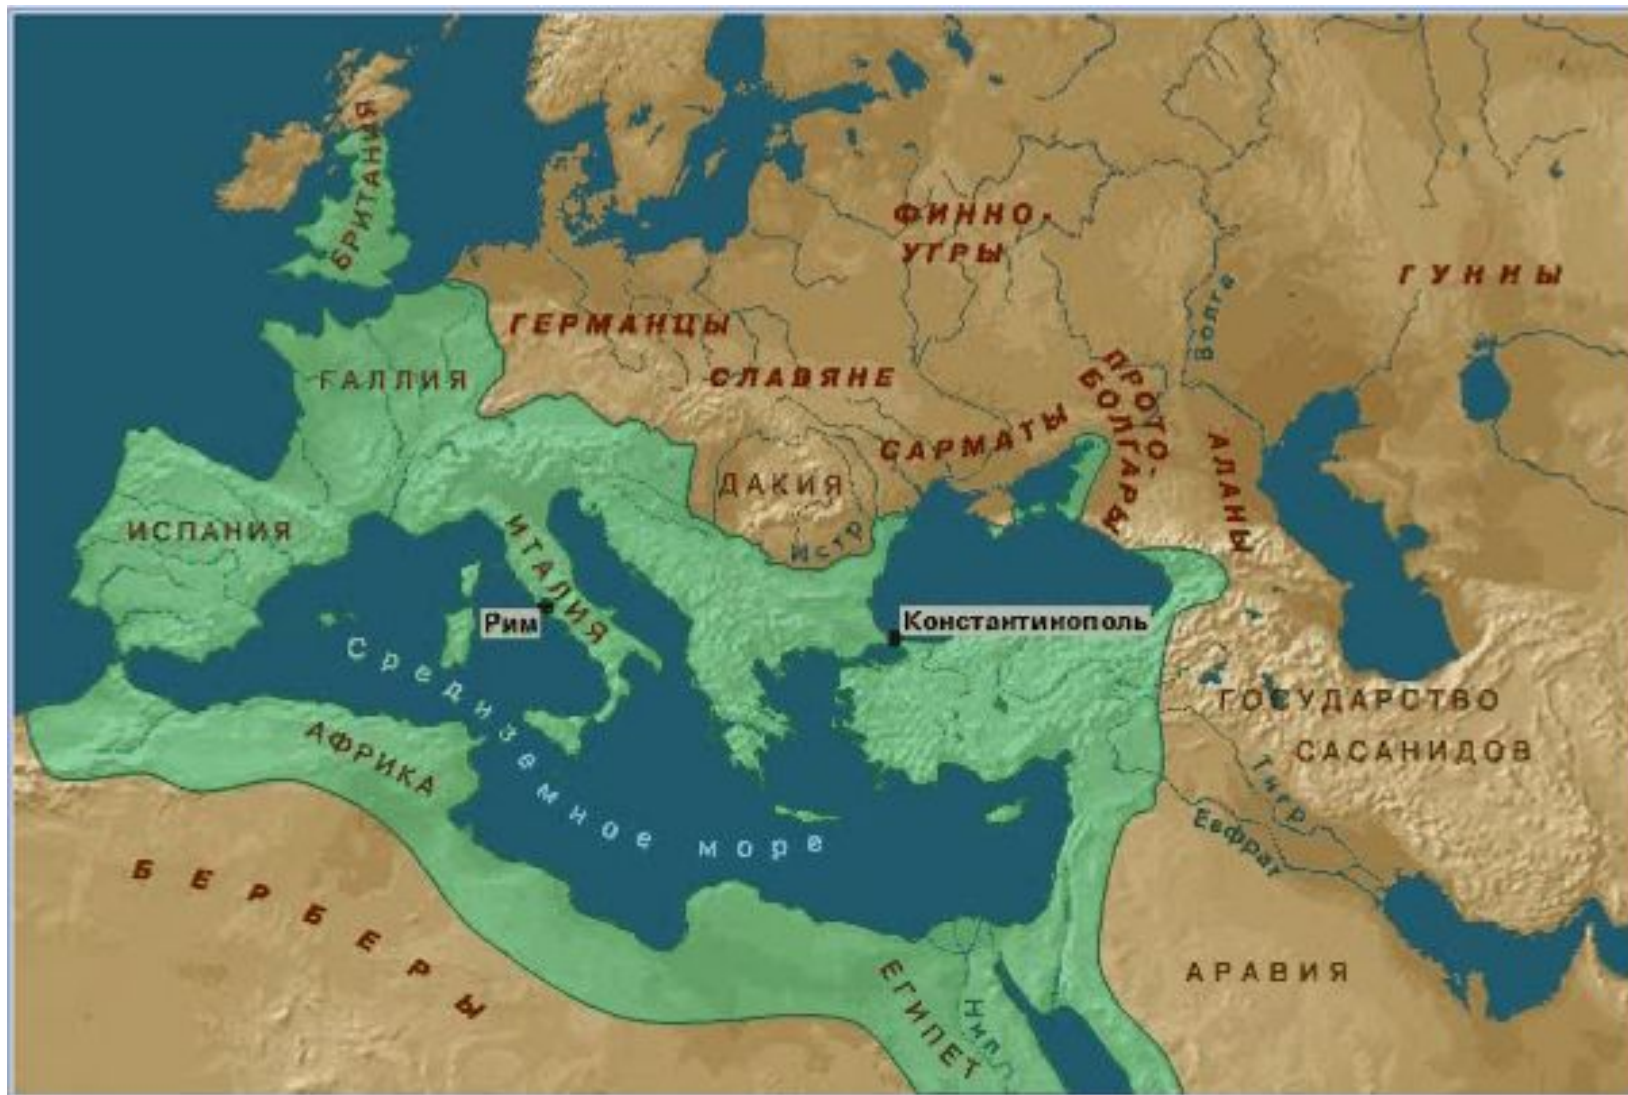 БРИТАНИЯ
ФИННО-
УГРЫ
ГУННЫ
Волга
ГЕРМАНЦЫ
ГАЛЛИЯ
СЛАВЯНЕ
ПРОТО-
БОЛГАРЫ
САРМАТЫ
АЛАНЫ
ДАКИЯ
Истр
ИСПАНИЯ
ИТАЛИЯ
Рим
Константинополь
Средиземное море
ГОСУДАРСТВО
САСАНИДОВ
АФРИКА
Тигр
Евфрат
БЕРБЕРЫ
ЕГИПЕТ
Нил
АРАВИЯ